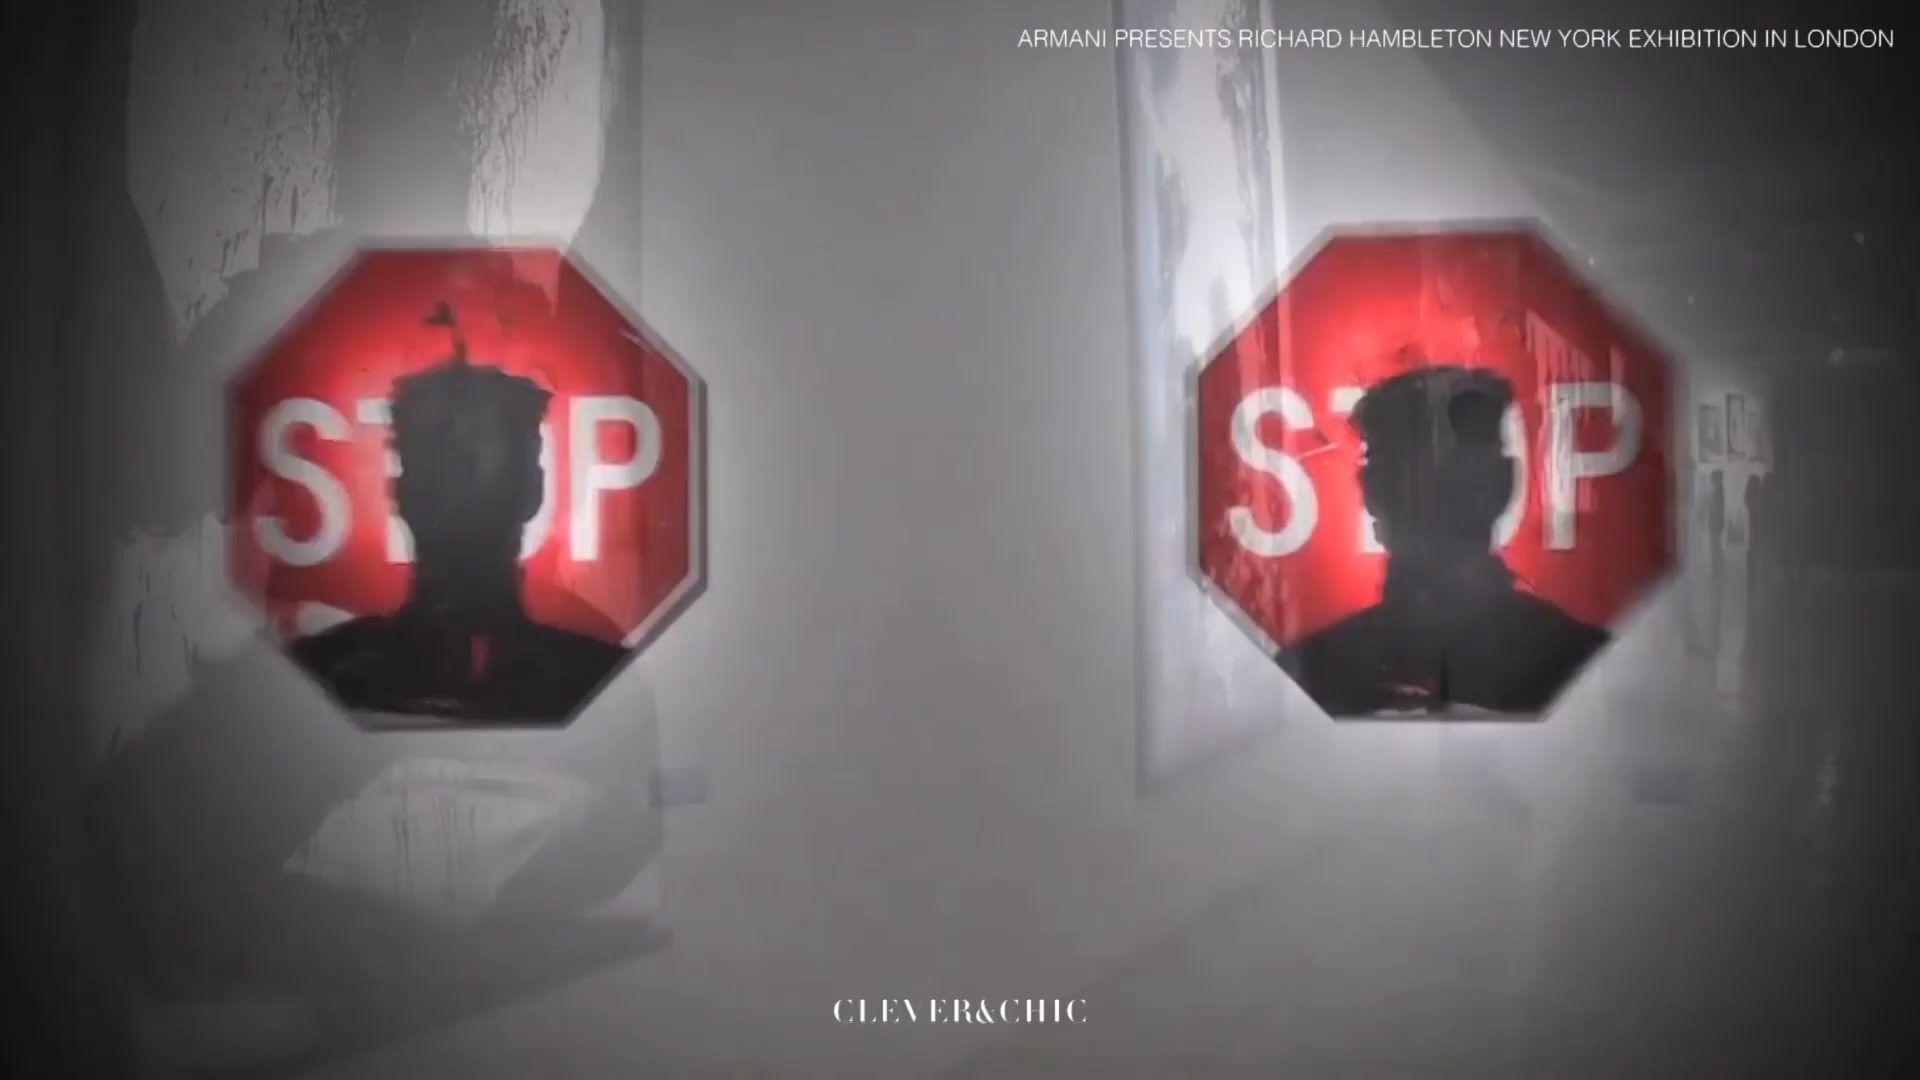 ARMANI PRESENTS RICHARD HAMBLETON NEW YORK EXHIBITION IN LONDON
STOP STOP
CLEVER&CHIC